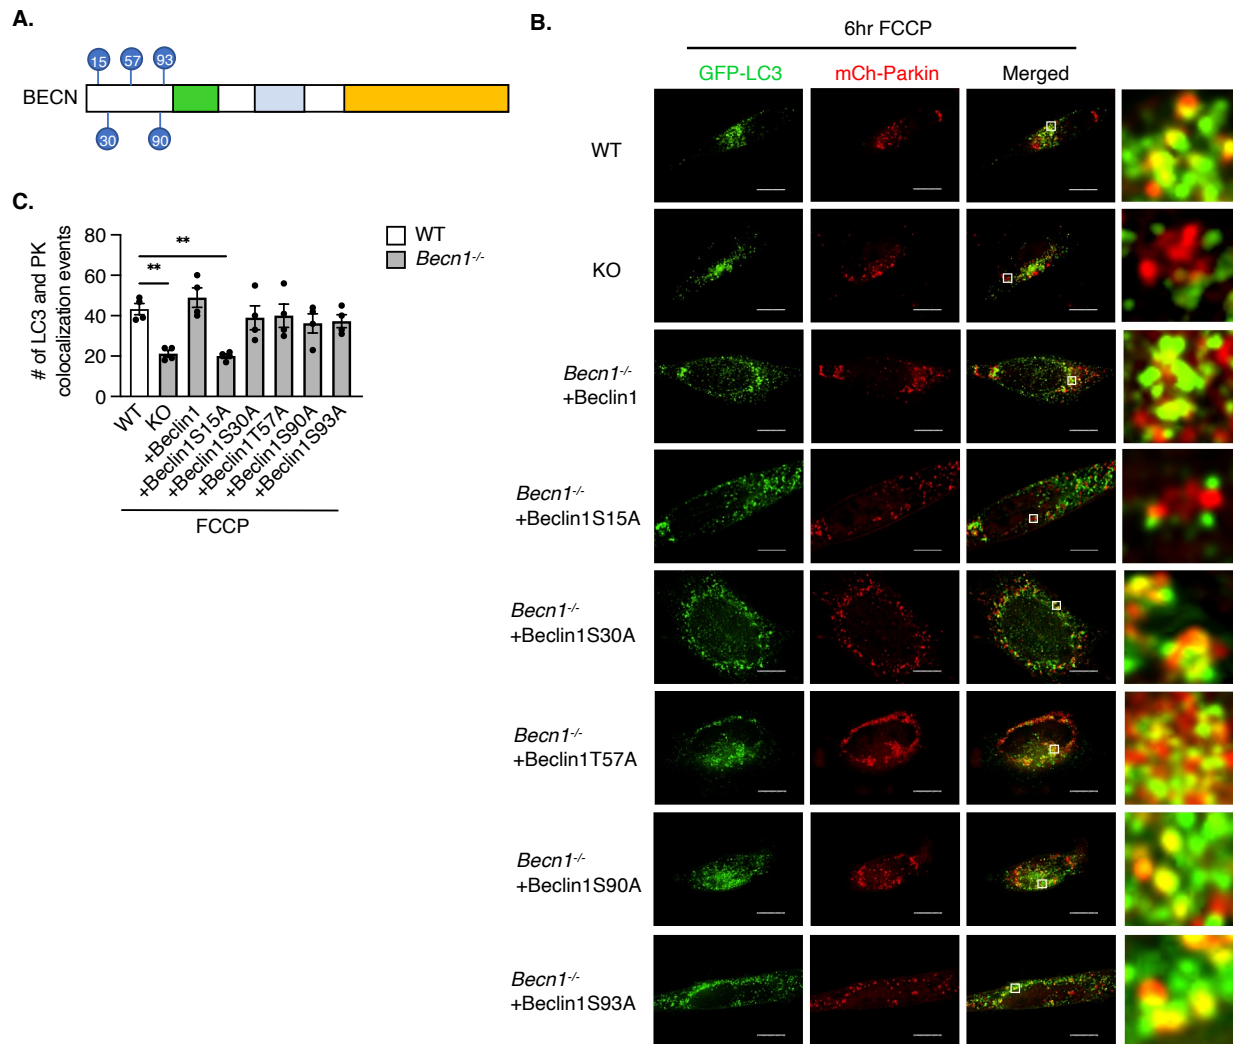 A.
15
57
93
BECN
30
90
B.
6hr FCCP
GFP-LC3
mCh-Parkin
Merged
WT
KO
Becn1-/-
+Beclin1
Becn1-/-
+Beclin1S15A
Becn1-/-
+Beclin1S30A
Becn1-/-
+Beclin1T57A
Becn1-/-
+Beclin1S90A
Becn1-/-
+Beclin1S93A
C.
# of LC3 and PK
colocalization events
80
60
40
20
0
**
**
WT
Becn1-/-
WT
KO
+Beclin1
+Beclin1S15A
+Beclin1S30A
+Beclin1T57A
+Beclin1S90A
+Beclin1S93A
FCCP